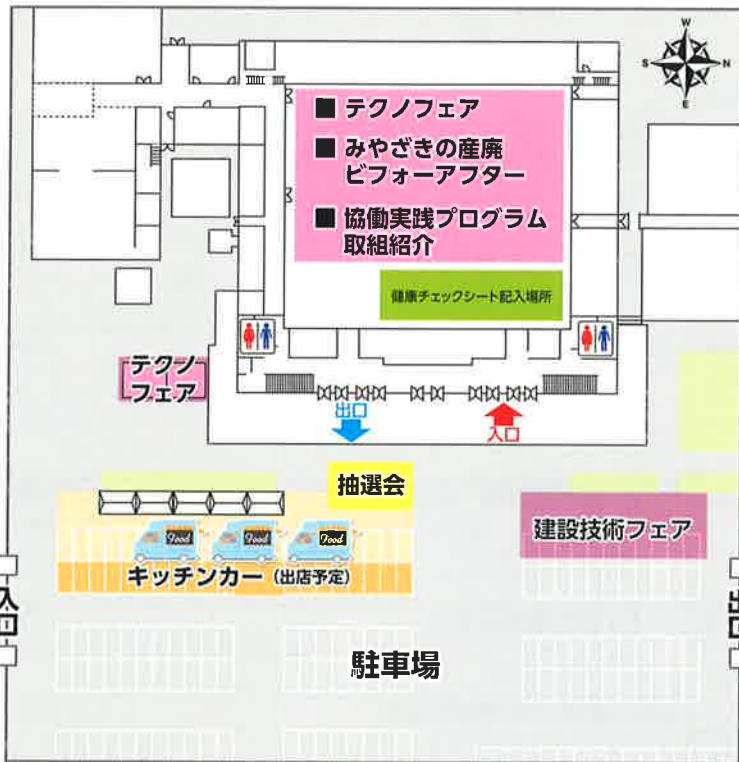 W
S
N
E
■ テクノフェア
■ みやざきの産廃
ビフォーアフター
■ 協働実践プログラム
取組紹介
健康チェックシート記入場所
テクノ
フェア
出口
入口
抽選会
建設技術フェア
Food
Food
Food
キッチンカー (出店予定)
入口
出口
駐車場